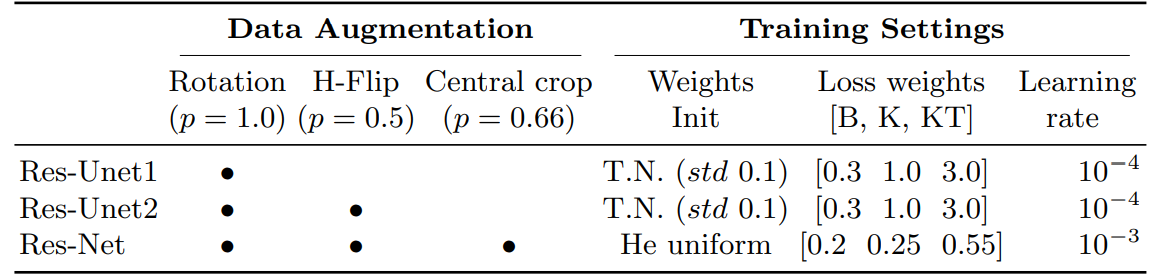 Data Augmentation Training Settings
Rotation H-Flip Central crop Weights Loss weights Learning
(p = 1.0) (p = 0.5) (p = 0.66) Init [B, K, KT] rate
Res-Unet1 • T.N. (std 0.1) [0.3 1.0 3.0] 10⁻⁴
Res-Unet2 • • T.N. (std 0.1) [0.3 1.0 3.0] 10⁻⁴
Res-Net • • • He uniform [0.2 0.25 0.55] 10⁻³